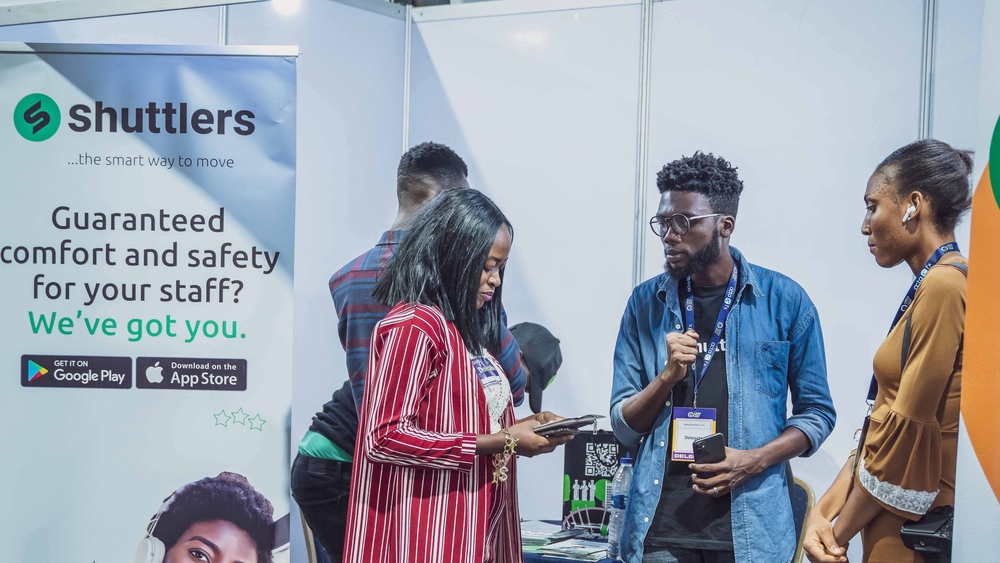 shuttlers
...the smart way to move
Guaranteed
comfort and safety
for your staff?
We've got you.
GET IT ON
Google Play
Download on the
App Store